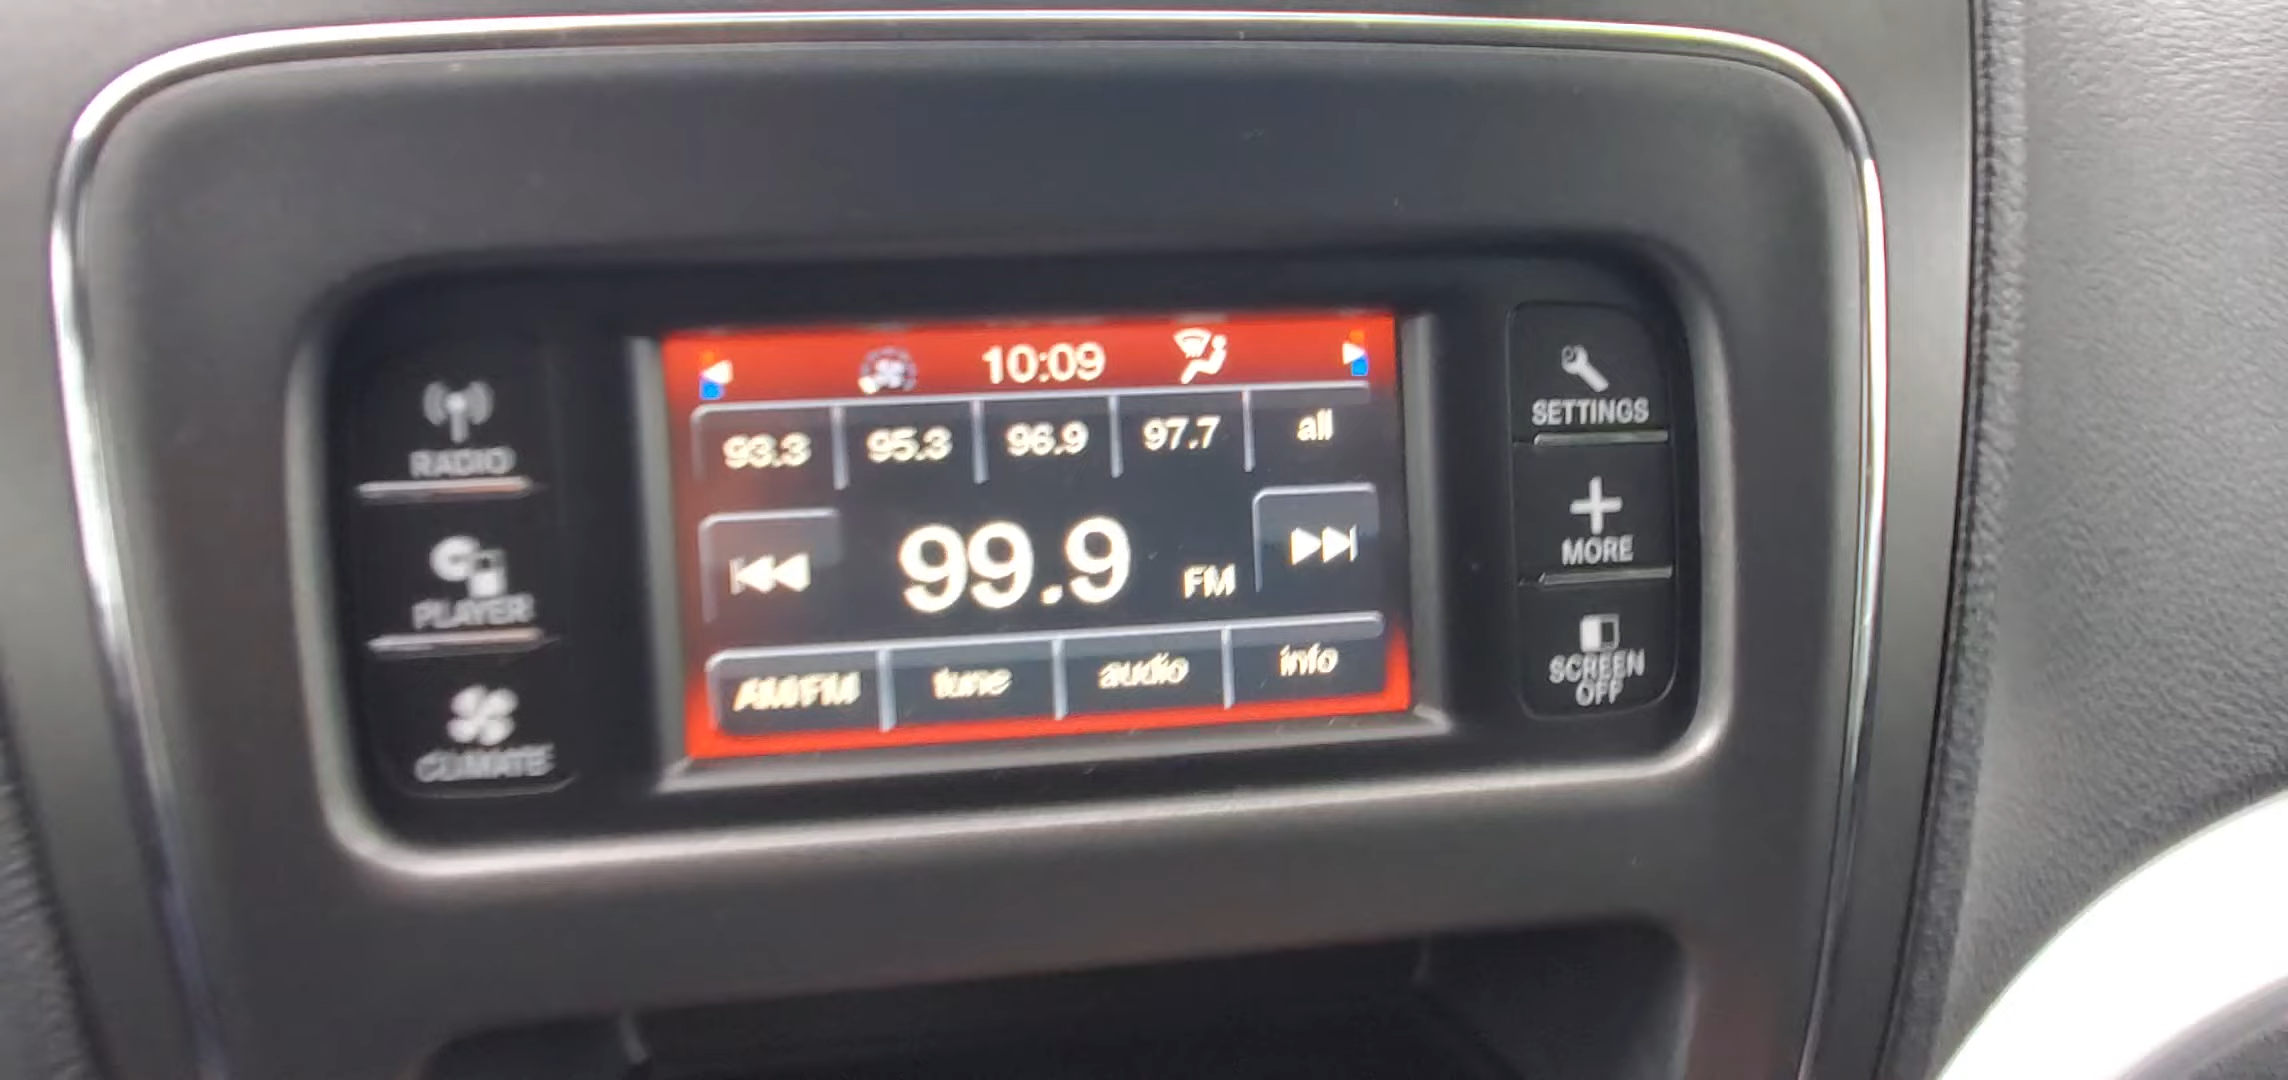 10:09
93.3 95.3 96.9 97.7 all
99.9 FM
AM/FM tune audio info
RADIO
PLAYER
CLIMATE
SETTINGS
MORE
SCREEN
OFF